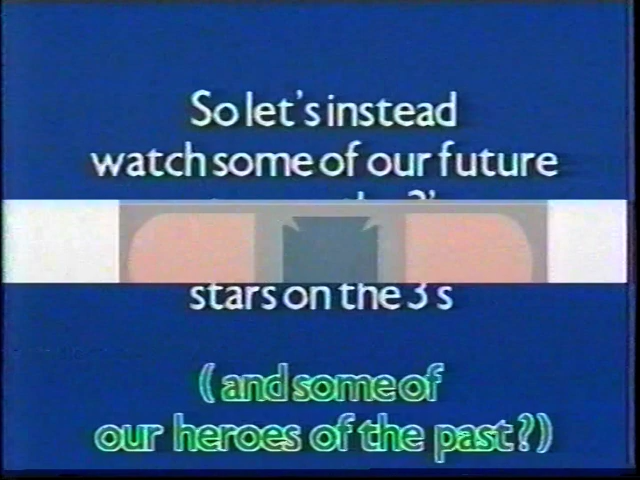 So let's instead
watch some of our future
stars on the 3's
(and some of
our heroes of the past?)